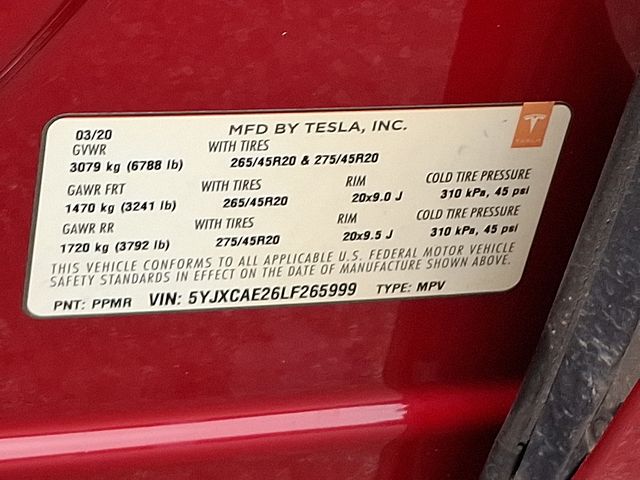 03/20 MFD BY TESLA, INC.
TESLA
GVWR WITH TIRES
3079 kg (6788 lb) 265/45R20 & 275/45R20
GAWR FRT WITH TIRES RIM COLD TIRE PRESSURE
1470 kg (3241 lb) 265/45R20 20x9.0 J 310 kPa, 45 psi
GAWR RR WITH TIRES RIM COLD TIRE PRESSURE
1720 kg (3792 lb) 275/45R20 20x9.5 J 310 kPa, 45 psi
THIS VEHICLE CONFORMS TO ALL APPLICABLE U.S. FEDERAL MOTOR VEHICLE
SAFETY STANDARDS IN EFFECT ON THE DATE OF MANUFACTURE SHOWN ABOVE.
PNT: PPMR VIN: 5YJXCAE26LF265999 TYPE: MPV